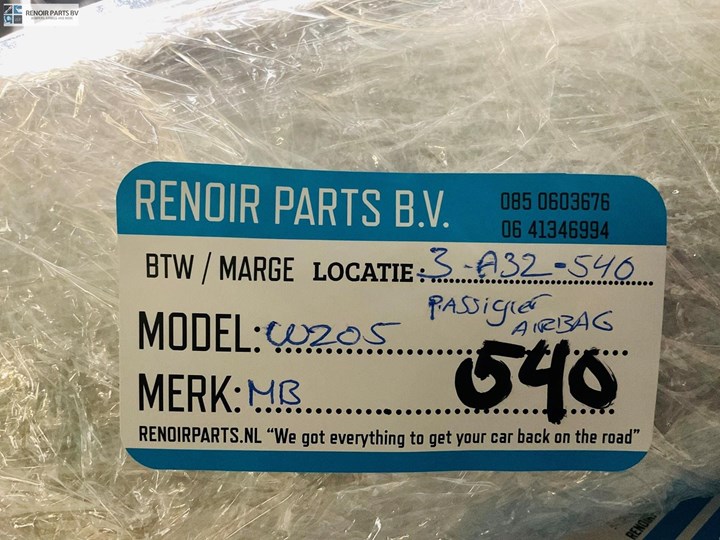 RENOIR PARTS BV
RENOIR PARTS B.V.
085 0603676
06 41346994
BTW / MARGE LOCATIE: 3-A32-540
PASSigier
AIRBAG
MODEL: W205
540
MERK: MB
RENOIRPARTS.NL "We got everything to get your car back on the road"